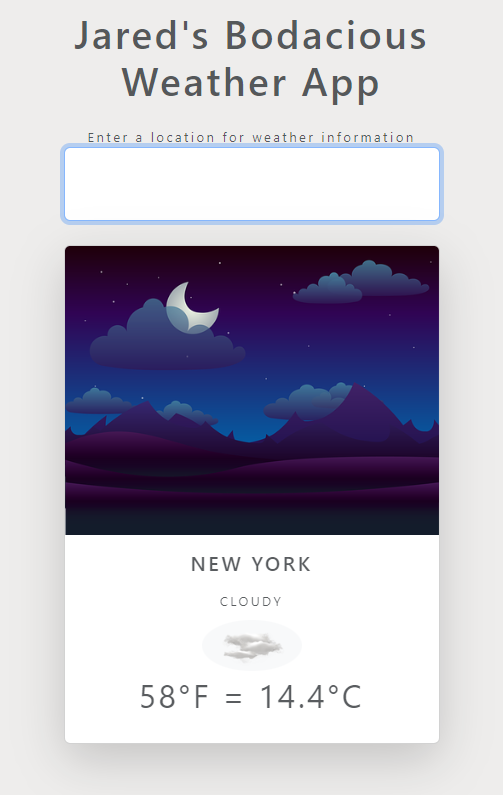 Jared's Bodacious
Weather App
Enter a location for weather information
NEW YORK
CLOUDY
58°F = 14.4°C